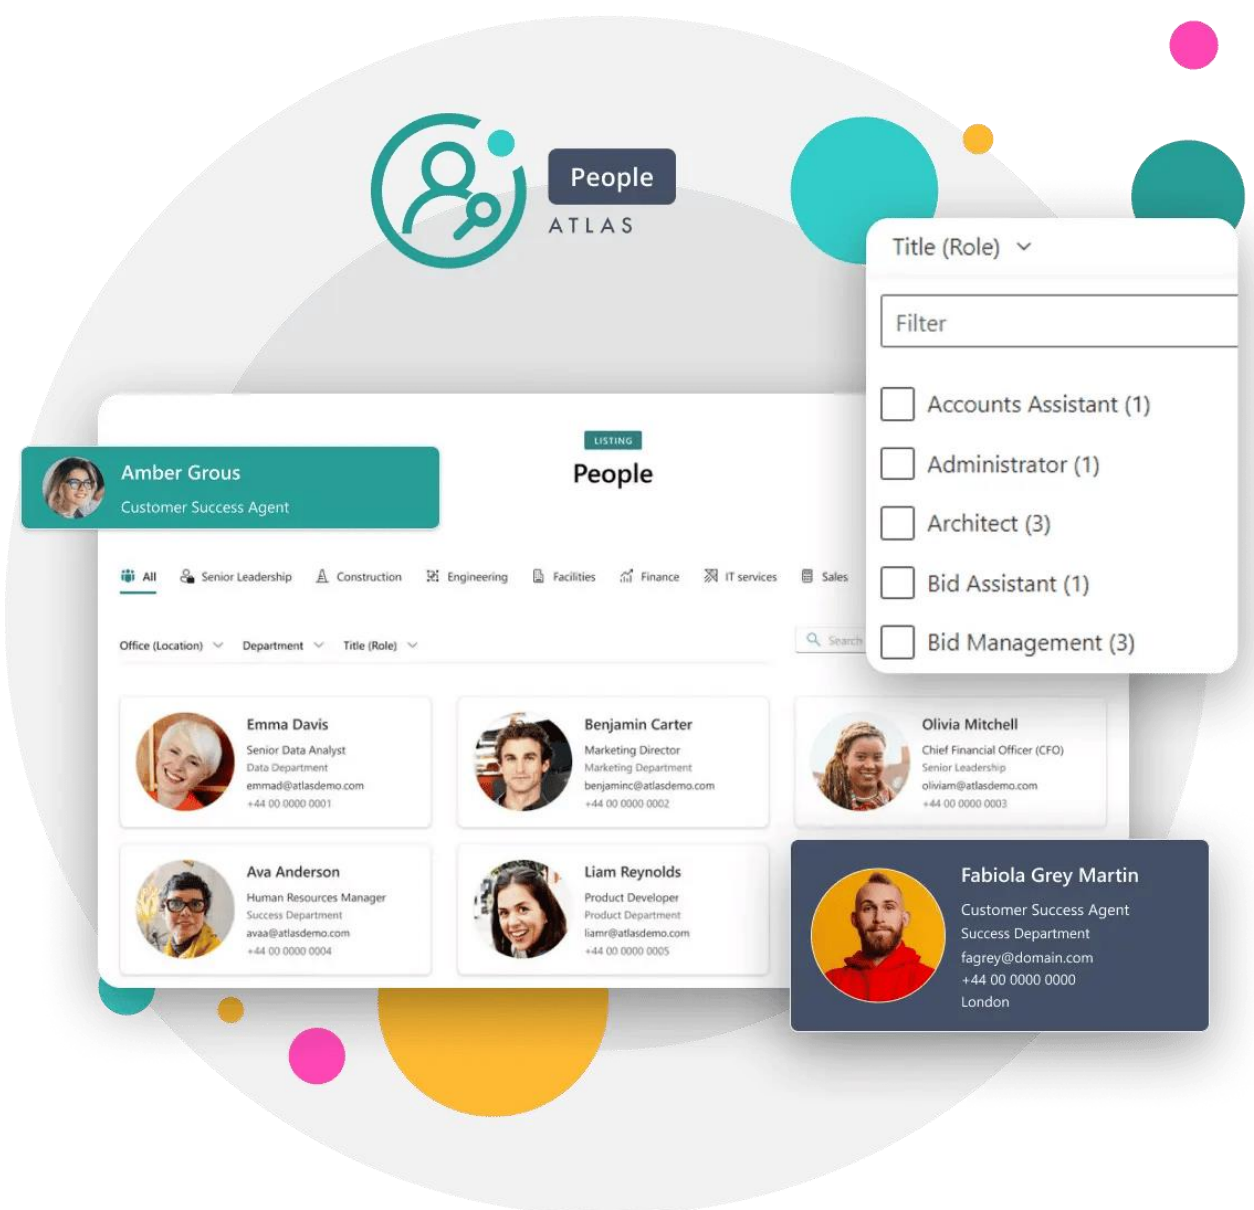 People
ATLAS
Title (Role)
Filter
Accounts Assistant (1)
Administrator (1)
Architect (3)
Bid Assistant (1)
Bid Management (3)
LISTING
People
Amber Grous
Customer Success Agent
All
Senior Leadership
Construction
Engineering
Facilities
Finance
IT services
Sales
Office (Location)
Department
Title (Role)
Search
Emma Davis
Senior Data Analyst
Data Department
emmad@atlasdemo.com
+44 00 0000 0001
Benjamin Carter
Marketing Director
Marketing Department
benjaminc@atlasdemo.com
+44 00 0000 0002
Olivia Mitchell
Chief Financial Officer (CFO)
Senior Leadership
oliviam@atlasdemo.com
+44 00 0000 0003
Ava Anderson
Human Resources Manager
Success Department
avaa@atlasdemo.com
+44 00 0000 0004
Liam Reynolds
Product Developer
Product Department
liamr@atlasdemo.com
+44 00 0000 0005
Fabiola Grey Martin
Customer Success Agent
Success Department
fagrey@domain.com
+44 00 0000 0000
London